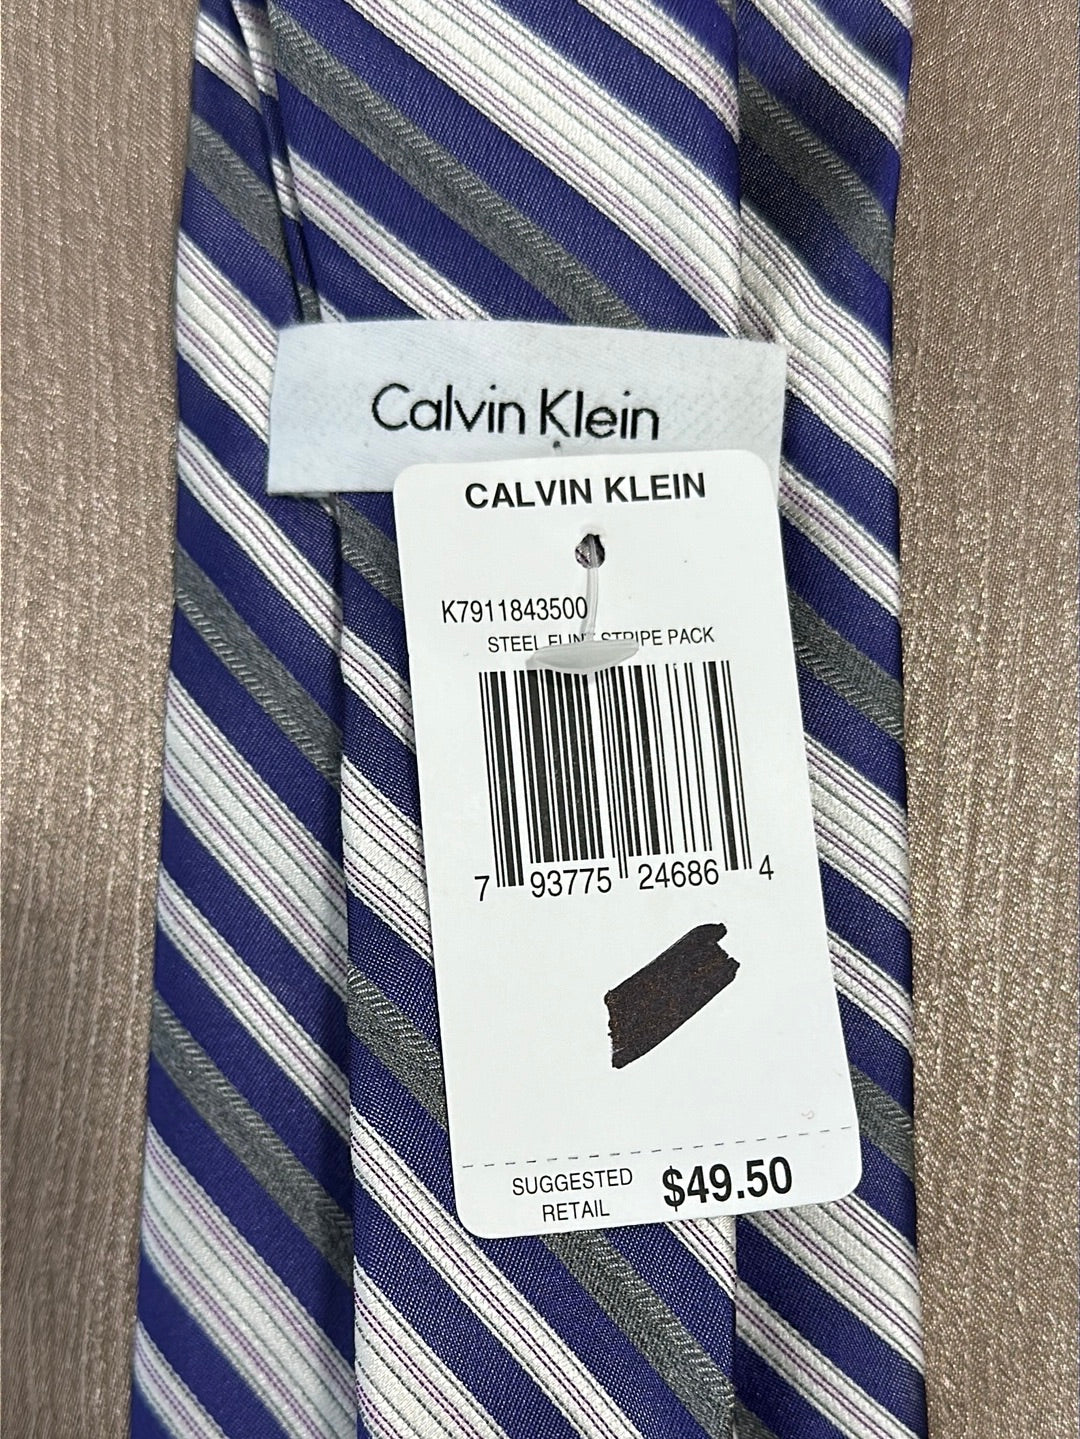 Calvin Klein
CALVIN KLEIN
K7911843500
STEEL STRIPE PACK
7 93775 24686 4
SUGGESTED
RETAIL
$49.50